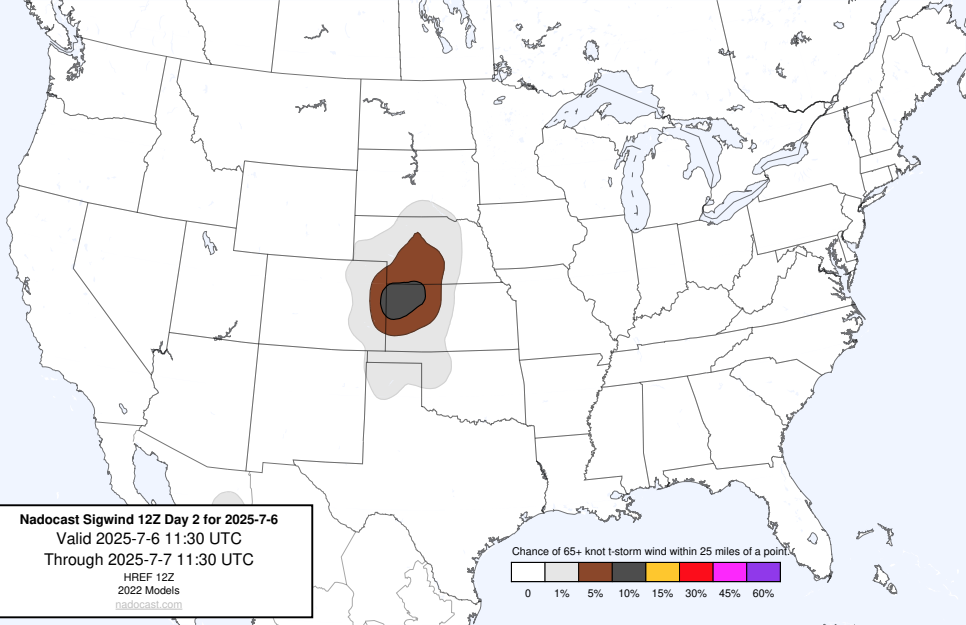 Nadocast Sigwind 12Z Day 2 for 2025-7-6
Valid 2025-7-6 11:30 UTC
Through 2025-7-7 11:30 UTC
HREF 12Z
2022 Models
nadocast.com
Chance of 65+ knot t-storm wind within 25 miles of a point.
0 1% 5% 10% 15% 30% 45% 60%